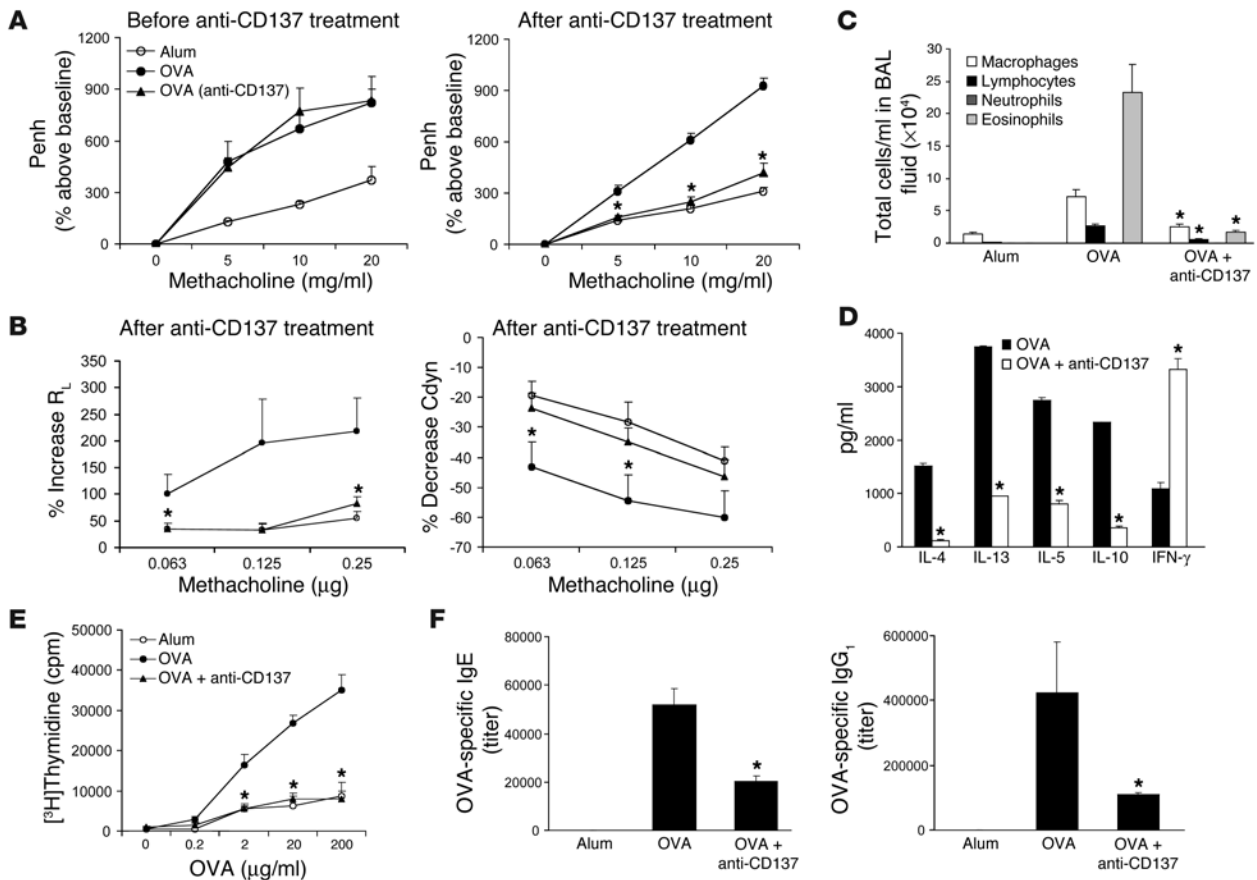 A
Before anti-CD137 treatment
Penh
(% above baseline)
1200
900
600
300
0
Alum
OVA
OVA (anti-CD137)
0 5 10 20
Methacholine (mg/ml)
After anti-CD137 treatment
Penh
(% above baseline)
1200
900
600
300
0
*
*
*
0 5 10 20
Methacholine (mg/ml)
C
Total cells/ml in BAL
fluid (×10⁴)
30
25
20
15
10
5
0
Macrophages
Lymphocytes
Neutrophils
Eosinophils
* * *
Alum OVA OVA +
anti-CD137
B
After anti-CD137 treatment
% Increase R_L
350
300
250
200
150
100
50
0
*
*
0.063 0.125 0.25
Methacholine (μg)
After anti-CD137 treatment
% Decrease Cdyn
0
-10
-20
-30
-40
-50
-60
-70
*
*
0.063 0.125 0.25
Methacholine (μg)
D
pg/ml
4000
3000
2000
1000
0
OVA
OVA + anti-CD137
* * * * *
IL-4 IL-13 IL-5 IL-10 IFN-γ
E
[³H]Thymidine (cpm)
50000
40000
30000
20000
10000
0
Alum
OVA
OVA + anti-CD137
* * *
0 0.2 2 20 200
OVA (μg/ml)
F
OVA-specific IgE
(titer)
80000
60000
40000
20000
0
*
Alum OVA OVA +
anti-CD137
OVA-specific IgG₁
(titer)
600000
400000
200000
0
*
Alum OVA OVA +
anti-CD137